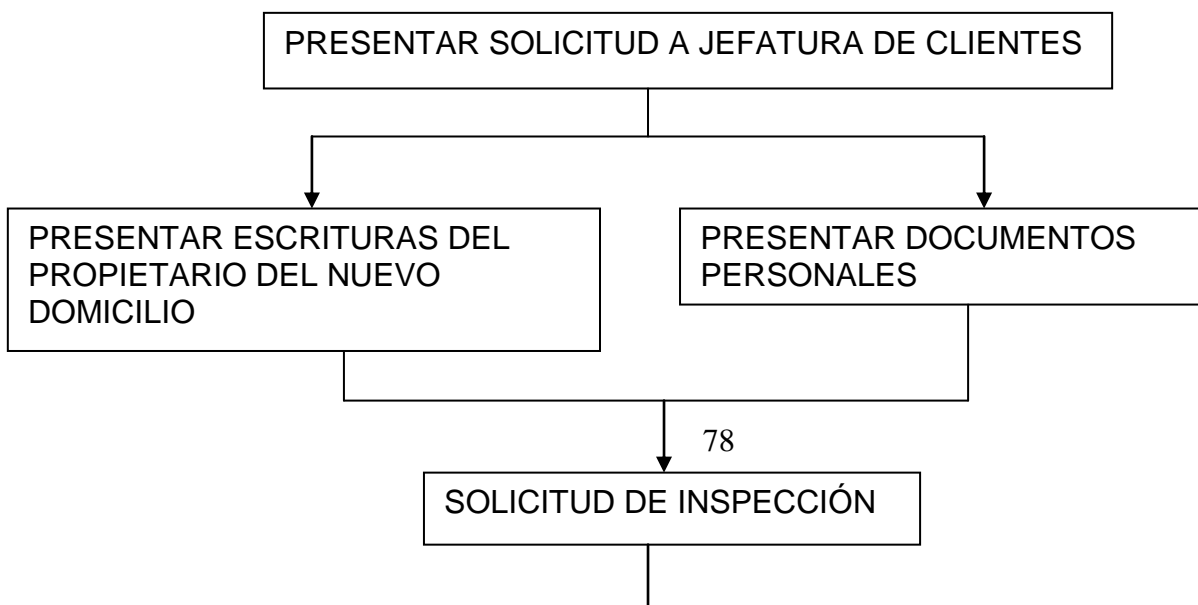 PRESENTAR SOLICITUD A JEFATURA DE CLIENTES
PRESENTAR ESCRITURAS DEL
PROPIETARIO DEL NUEVO
DOMICILIO
PRESENTAR DOCUMENTOS
PERSONALES
78
SOLICITUD DE INSPECCIÓN